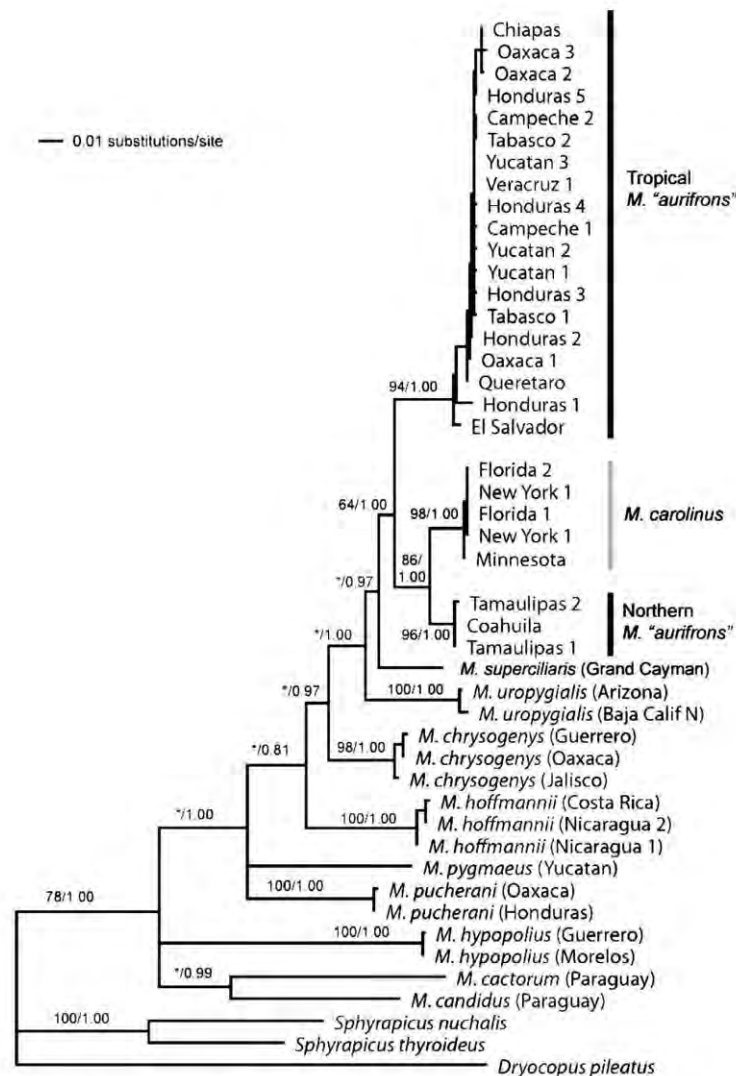 Chiapas
Oaxaca 3
Oaxaca 2
Honduras 5
Campeche 2
0.01 substitutions/site
Tabasco 2
Yucatan 3
Tropical
Veracruz 1
M. "aurifrons"
Honduras 4
Campeche 1
Yucatan 2
Yucatan 1
Honduras 3
Tabasco 1
Honduras 2
Oaxaca 1
94/1.00
Queretaro
Honduras 1
El Salvador
Florida 2
New York 1
64/1.00
98/1.00
Florida 1
M. carolinus
New York 1
86/
1.00
Minnesota
*/0.97
Tamaulipas 2
Northern
Coahuila
M. "aurifrons"
*/1.00
96/1.00
Tamaulipas 1
M. superciliaris (Grand Cayman)
*/0.97
100/1.00
M. uropygialis (Arizona)
M. uropygialis (Baja Calif N)
M. chrysogenys (Guerrero)
*/0.81
98/1.00
M. chrysogenys (Oaxaca)
M. chrysogenys (Jalisco)
M. hoffmannii (Costa Rica)
*/1.00
100/1.00
M. hoffmannii (Nicaragua 2)
M. hoffmannii (Nicaragua 1)
M. pygmaeus (Yucatan)
100/1.00
M. pucherani (Oaxaca)
78/1.00
M. pucherani (Honduras)
100/1.00
M. hypopolius (Guerrero)
M. hypopolius (Morelos)
*/0.99
M. cactorum (Paraguay)
M. candidus (Paraguay)
100/1.00
Sphyrapicus nuchalis
Sphyrapicus thyroideus
Dryocopus pileatus